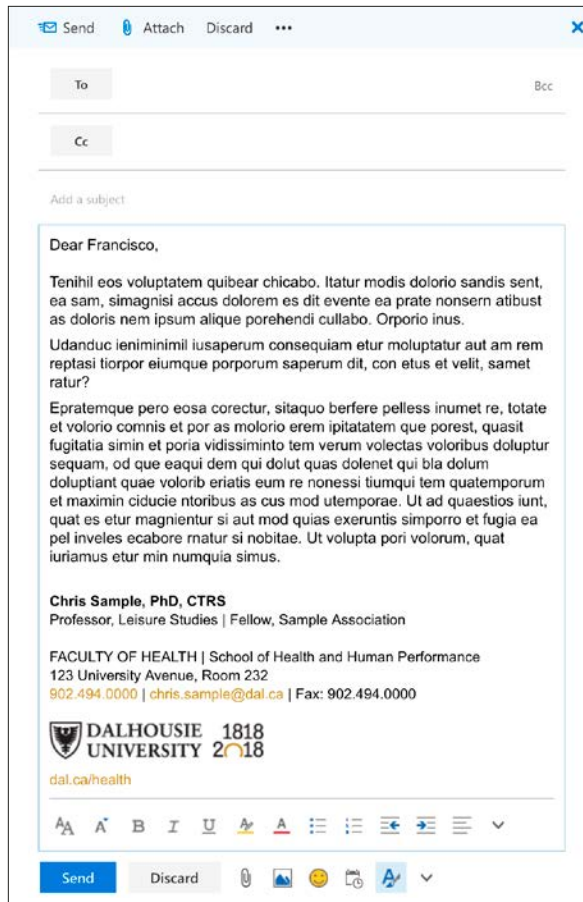 Send Attach Discard •••
To
Bcc
Cc
Add a subject
Dear Francisco,
Tenihil eos voluptatem quibear chicabo. Itatur modis dolorio sandis sent,
ea sam, simagnisi accus dolorem es dit evente ea prate nonsern atibust
as doloris nem ipsum alique porehendi cullabo. Orporio inus.
Udanduc ieniminimil iusaperum consequiam etur moluptatur aut am rem
reptasi tiorpor eiumque porporum saperum dit, con etus et velit, samet
ratur?
Epratemque pero eosa corectur, sitaquo berfere pelless inumet re, totate
et volorio comnis et por as molorio erem ipitatatem que porest, quasit
fugitatia simin et poria vidissiminto tem verum volectas voloribus doluptur
sequam, od que eaqui dem qui dolut quas dolenet qui bla dolum
doluptiant quae volorib eriatis eum re nonessi tiumqui tem quatemporum
et maximin ciducie ntoribus as cus mod utemporae. Ut ad quaestios iunt,
quat es etur magnientur si aut mod quias exeruntis simporro et fugia ea
pel inveles ecabore rnatur si nobitae. Ut volupta pori volorum, quat
iuriamus etur min numquia simus.
Chris Sample, PhD, CTRS
Professor, Leisure Studies | Fellow, Sample Association
FACULTY OF HEALTH | School of Health and Human Performance
123 University Avenue, Room 232
902.494.0000 | chris.sample@dal.ca | Fax: 902.494.0000
DALHOUSIE 1818
UNIVERSITY 2018
dal.ca/health
AA A B I U A A
Send Discard